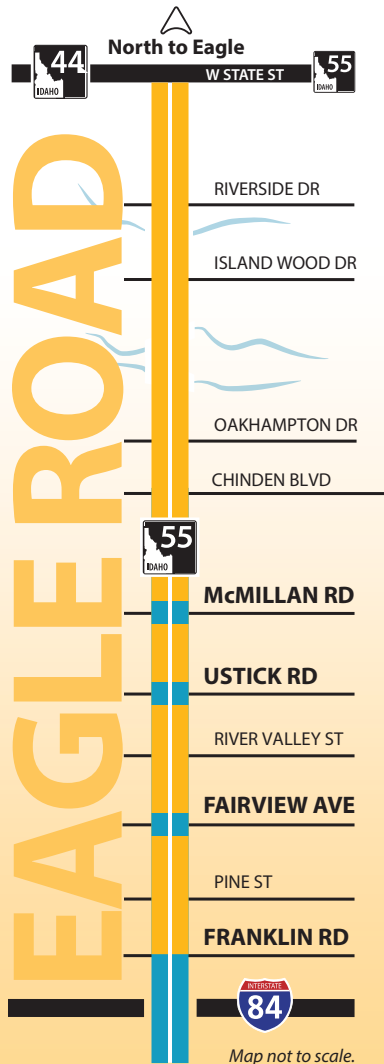 North to Eagle
44
IDAHO
W STATE ST
55
IDAHO
EAGLE ROAD
RIVERSIDE DR
ISLAND WOOD DR
OAKHAMPTON DR
CHINDEN BLVD
55
IDAHO
McMILLAN RD
USTICK RD
RIVER VALLEY ST
FAIRVIEW AVE
PINE ST
FRANKLIN RD
INTERSTATE
84
Map not to scale.